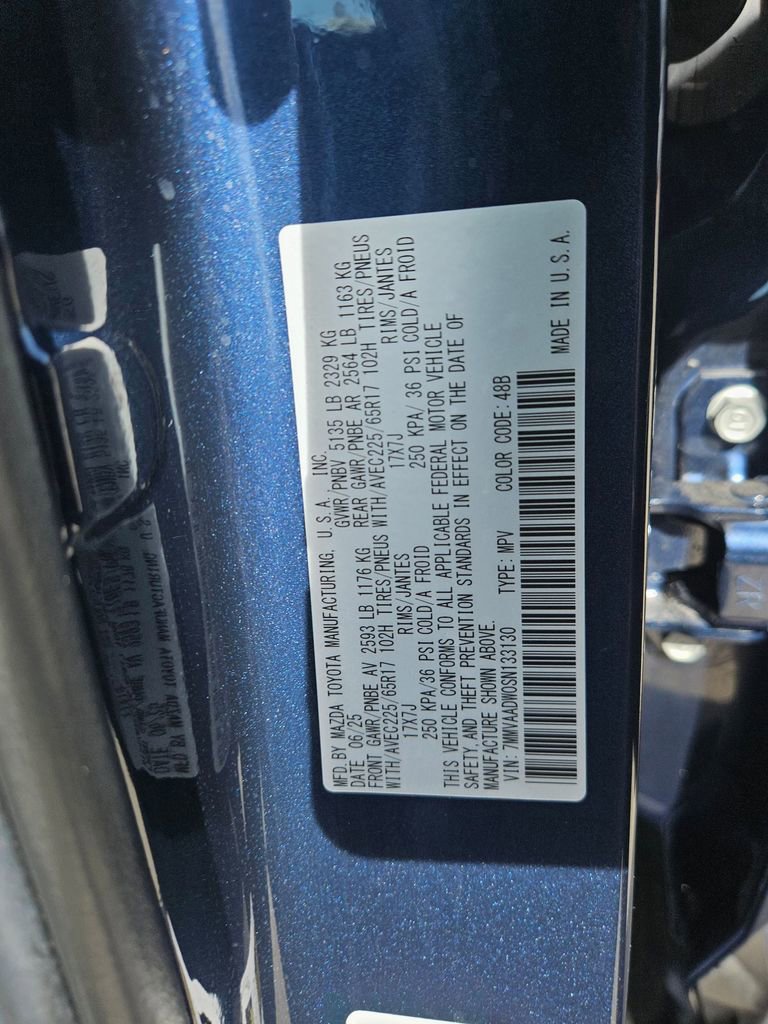 MFD. BY MAZDA TOYOTA MANUFACTURING, U.S.A., INC.
DATE 06/25 GVWR/PNBV 5135 LB 2329 KG
FRONT GAWR/PNBE AV 2593 LB 1176 KG REAR GAWR/PNBE AR 2564 LB 1163 KG
WITH/AVEC225/65R17 102H TIRES/PNEUS WITH/AVEC225/65R17 102H TIRES/PNEUS
17X7J RIMS/JANTES 17X7J RIMS/JANTES
250 KPA/36 PSI COLD/A FROID 250 KPA/36 PSI COLD/A FROID
THIS VEHICLE CONFORMS TO ALL APPLICABLE FEDERAL MOTOR VEHICLE
SAFETY, AND THEFT PREVENTION STANDARDS IN EFFECT ON THE DATE OF
MANUFACTURE SHOWN ABOVE.
VIN: 7MMVAADW0SN133130 TYPE: MPV COLOR CODE: 48B
MADE IN U.S.A.